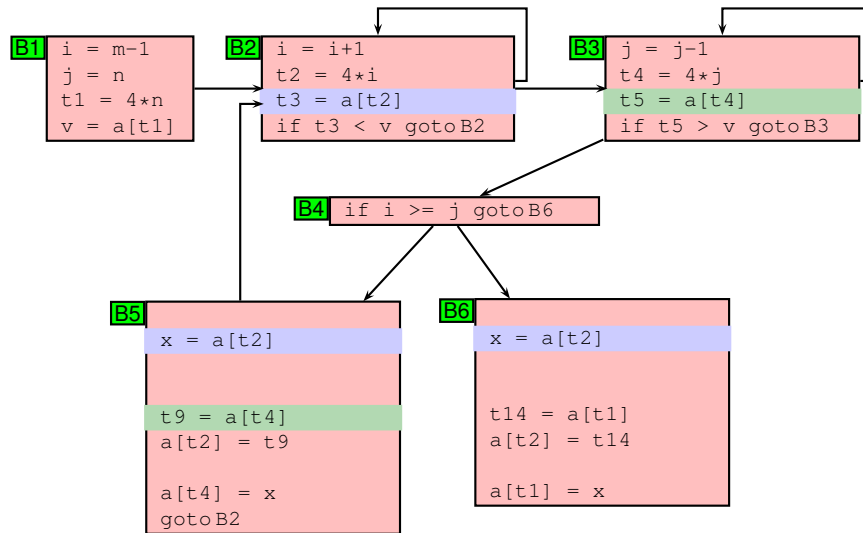 B1
i = m-1
j = n
t1 = 4*n
v = a[t1]
B2
i = i+1
t2 = 4*i
t3 = a[t2]
if t3 < v goto B2
B3
j = j-1
t4 = 4*j
t5 = a[t4]
if t5 > v goto B3
B4
if i >= j goto B6
B5
x = a[t2]
t9 = a[t4]
a[t2] = t9
a[t4] = x
goto B2
B6
x = a[t2]
t14 = a[t1]
a[t2] = t14
a[t1] = x